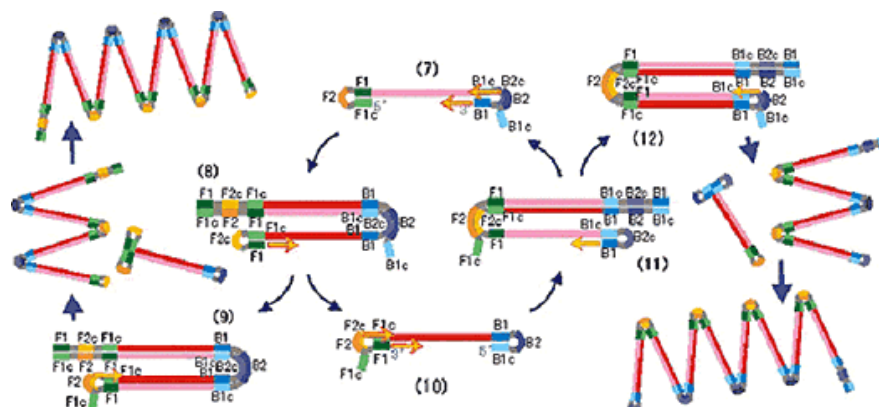 (7)
F1
B1c B2c
F2
5'
F1c
3'
B1
B2
B1c
B1c B2c B1
F1
F2
F2c F1c
F1
B1c
F1c
B1
B2
B1c
(12)
(8)
F1 F2c F1c
B1
F1c F2 F1
B1c B2c
B2
F2c
F1c
B1
B1
F1
B1c
B1c B2c B1
F1
F2
F2c F1c
B1c
F1c
B1
B2c
(11)
(9)
F1 F2c F1c
B1
F1c F2 F1
B1c
B2c
B2
F2
F1c
B1
F1c
F1
B1c
F2c F1c
F2
F1
3'
F1c
B1
5'
B1c
B2
(10)